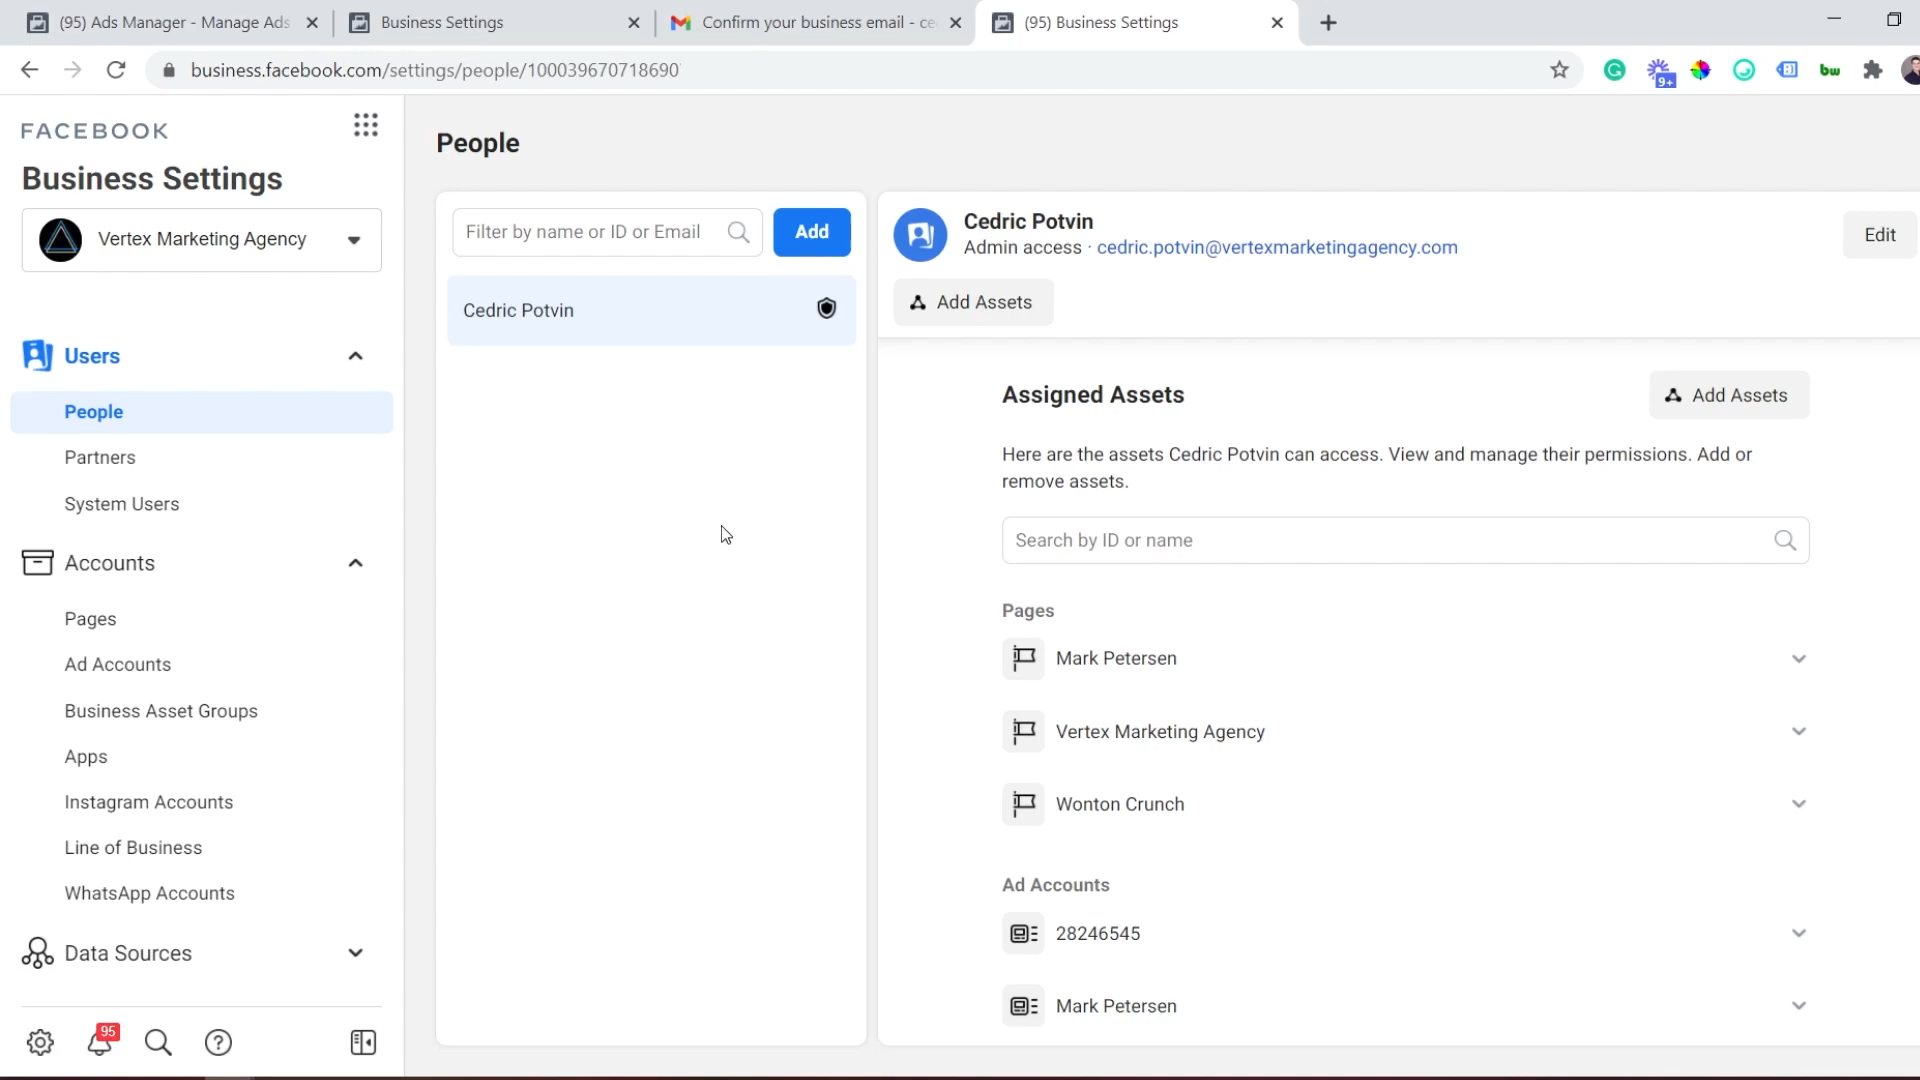 (95) Ads Manager - Manage Ads
Business Settings
Confirm your business email - ce
(95) Business Settings
business.facebook.com/settings/people/100039670718690
9+
bw
FACEBOOK
Business Settings
Vertex Marketing Agency
Users
People
Partners
System Users
Accounts
Pages
Ad Accounts
Business Asset Groups
Apps
Instagram Accounts
Line of Business
WhatsApp Accounts
Data Sources
95
People
Filter by name or ID or Email
Add
Cedric Potvin
Cedric Potvin
Admin access · cedric.potvin@vertexmarketingagency.com
Edit
Add Assets
Assigned Assets
Add Assets
Here are the assets Cedric Potvin can access. View and manage their permissions. Add or
remove assets.
Search by ID or name
Pages
Mark Petersen
Vertex Marketing Agency
Wonton Crunch
Ad Accounts
28246545
Mark Petersen